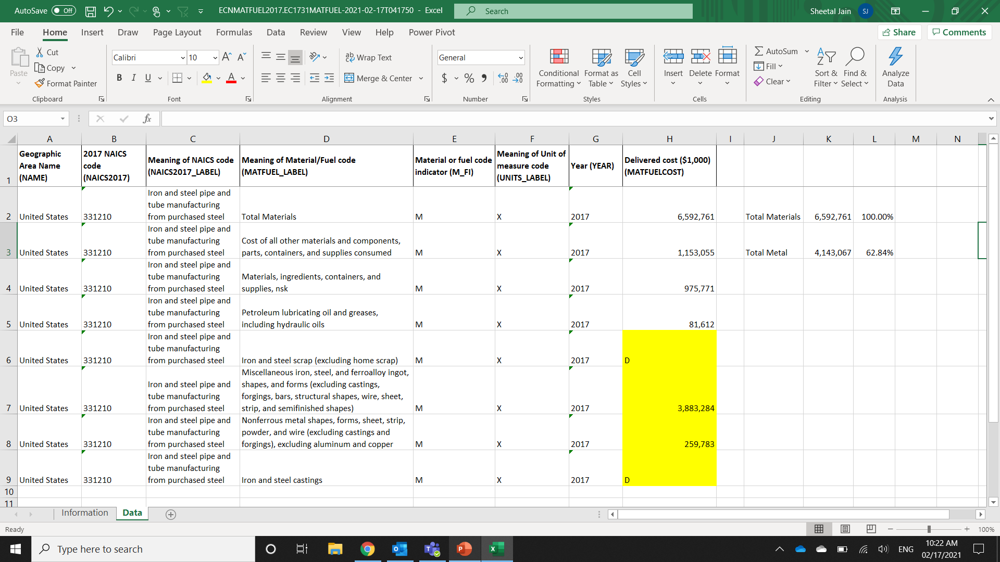 AutoSave Off ECNMATFUEL2017.EC1731MATFUEL-2021-02-17T041750 - Excel Search Sheetal Jain SJ
File Home Insert Draw Page Layout Formulas Data Review View Help Power Pivot Share Comments
Paste Cut Copy Format Painter Clipboard
Calibri 10 B I U A Font
ab Wrap Text Merge & Center Alignment
General $ % 9 .00 Number
Conditional Formatting Format as Table Cell Styles Styles
Insert Delete Format Cells
AutoSum Fill Clear Sort & Filter Find & Select Editing
Analyze Data Analysis
O3 fx
A B C D E F G H I J K L M N
1 Geographic Area Name (NAME) 2017 NAICS code (NAICS2017) Meaning of NAICS code (NAICS2017_LABEL) Meaning of Material/Fuel code (MATFUEL_LABEL) Material or fuel code indicator (M_FI) Meaning of Unit of measure code (UNITS_LABEL) Year (YEAR) Delivered cost ($1,000) (MATFUELCOST)
2 United States 331210 Iron and steel pipe and tube manufacturing from purchased steel Total Materials M X 2017 6,592,761 Total Materials 6,592,761 100.00%
3 United States 331210 Iron and steel pipe and tube manufacturing from purchased steel Cost of all other materials and components, parts, containers, and supplies consumed M X 2017 1,153,055 Total Metal 4,143,067 62.84%
4 United States 331210 Iron and steel pipe and tube manufacturing from purchased steel Materials, ingredients, containers, and supplies, nsk M X 2017 975,771
5 United States 331210 Iron and steel pipe and tube manufacturing from purchased steel Petroleum lubricating oil and greases, including hydraulic oils M X 2017 81,612
6 United States 331210 Iron and steel pipe and tube manufacturing from purchased steel Iron and steel scrap (excluding home scrap) M X 2017 D
7 United States 331210 Iron and steel pipe and tube manufacturing from purchased steel Miscellaneous iron, steel, and ferroalloy ingot, shapes, and forms (excluding castings, forgings, bars, structural shapes, wire, sheet, strip, and semifinished shapes) M X 2017 3,883,284
8 United States 331210 Iron and steel pipe and tube manufacturing from purchased steel Nonferrous metal shapes, forms, sheet, strip, powder, and wire (excluding castings and forgings), excluding aluminum and copper M X 2017 259,783
9 United States 331210 Iron and steel pipe and tube manufacturing from purchased steel Iron and steel castings M X 2017 D
10
11
Information Data
Ready 100%
Type here to search ENG 10:22 AM
02/17/2021